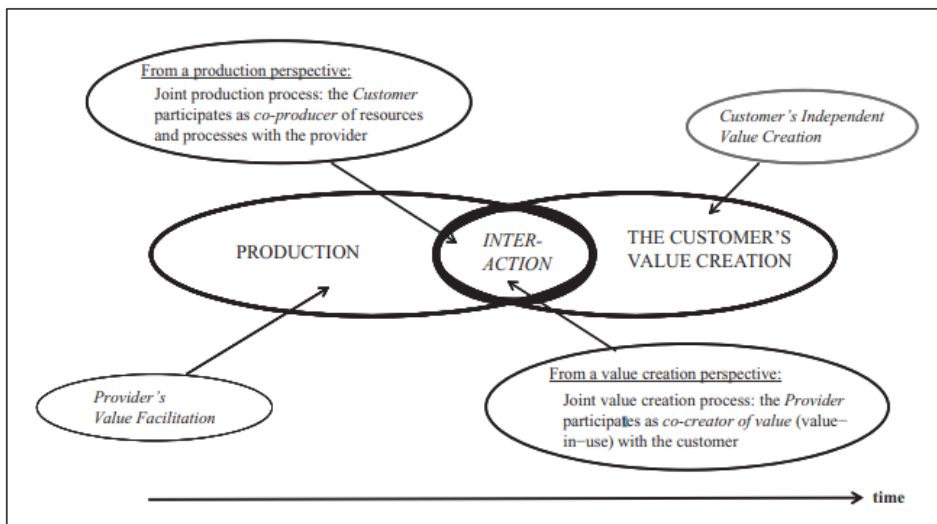 From a production perspective:
Joint production process: the Customer
participates as co-producer of resources
and processes with the provider
Customer's Independent
Value Creation
PRODUCTION
INTER-
ACTION
THE CUSTOMER'S
VALUE CREATION
Provider's
Value Facilitation
From a value creation perspective:
Joint value creation process: the Provider
participates as co-creator of value (value−
in−use) with the customer
time